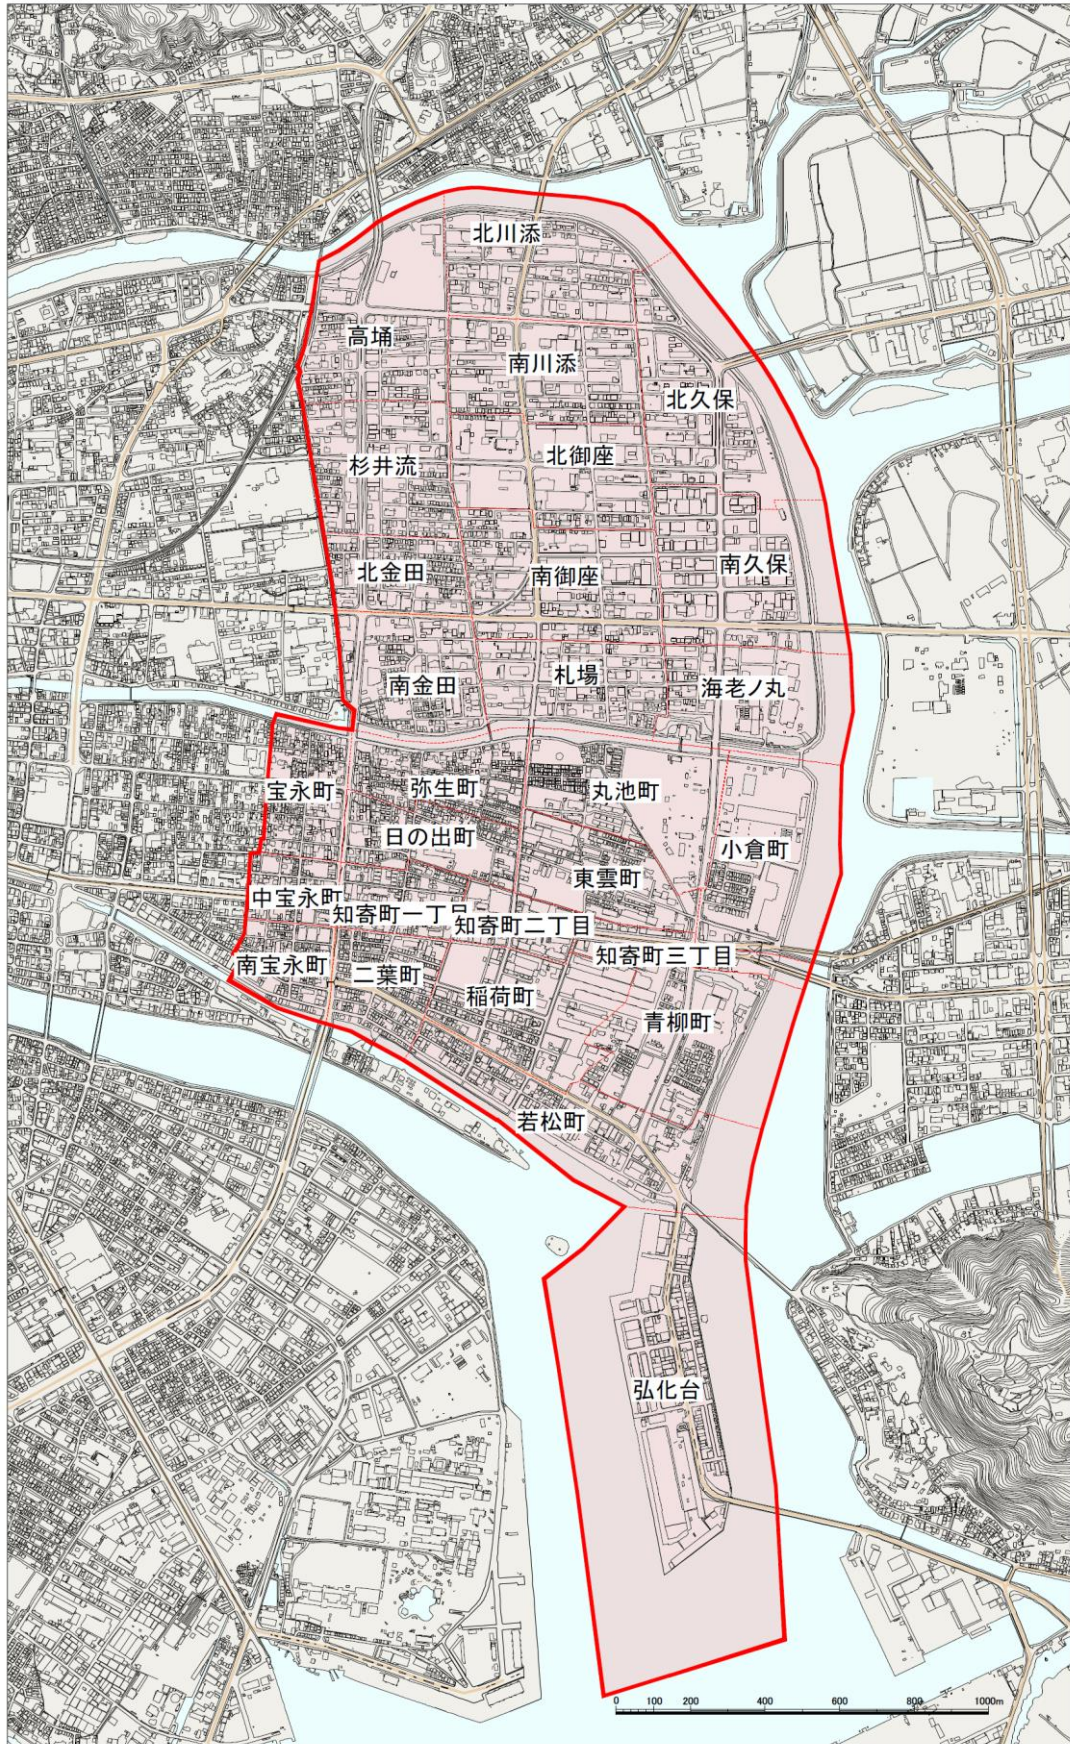 北川添
高埇
南川添
北久保
北御座
杉井流
南久保
北金田
南御座
札場
南金田
海老ノ丸
弥生町
宝永町
丸池町
日の出町
小倉町
東雲町
中宝永町
知寄町一丁目
知寄町二丁目
知寄町三丁目
南宝永町
二葉町
稲荷町
青柳町
若松町
弘化台
0 100 200 400 600 800 1000m